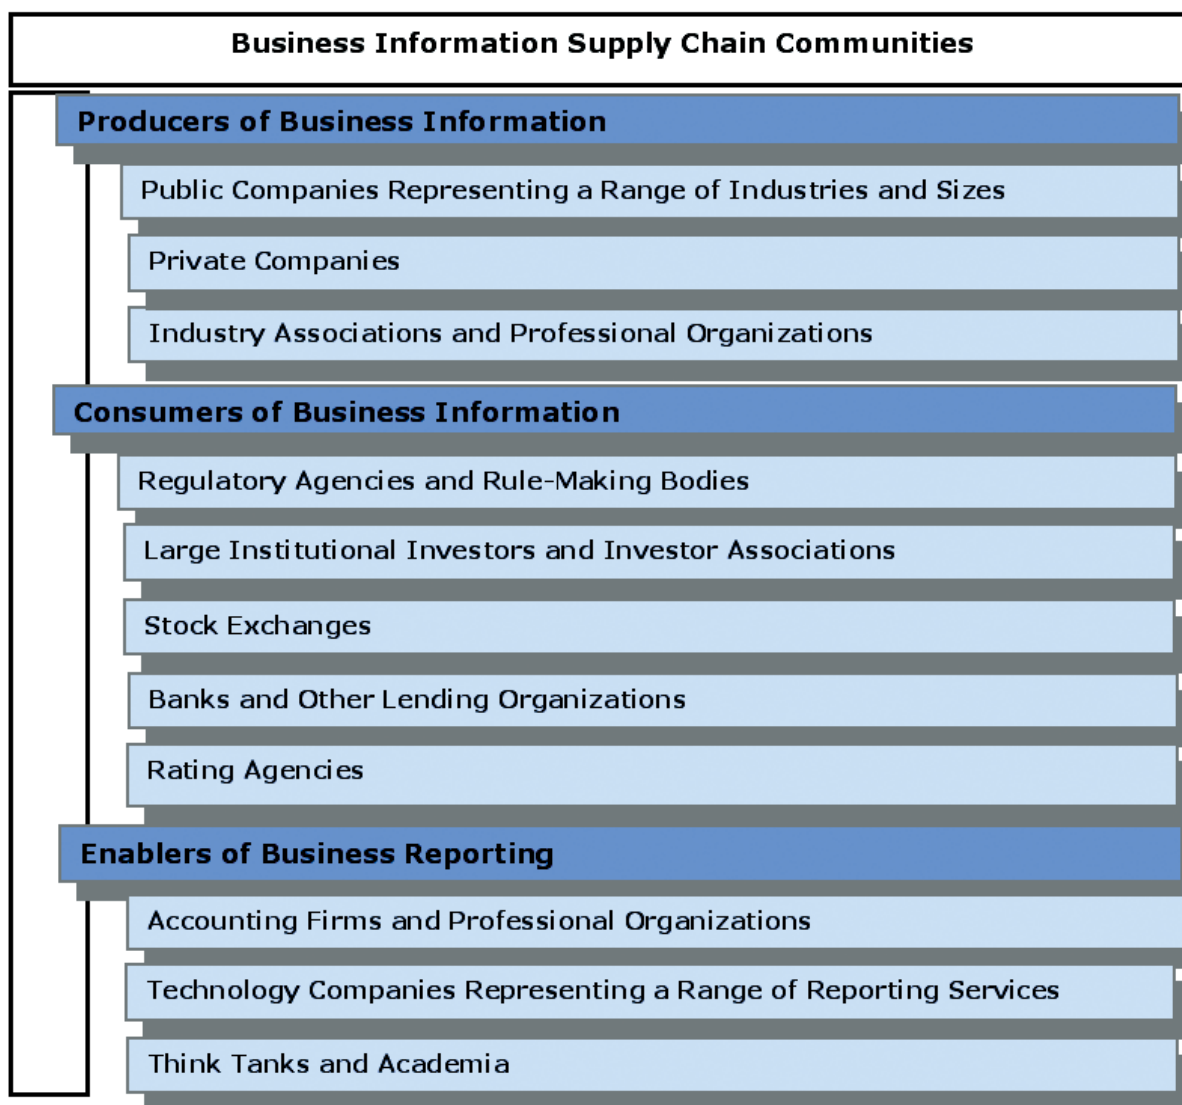 Business Information Supply Chain Communities
Producers of Business Information
Public Companies Representing a Range of Industries and Sizes
Private Companies
Industry Associations and Professional Organizations
Consumers of Business Information
Regulatory Agencies and Rule-Making Bodies
Large Institutional Investors and Investor Associations
Stock Exchanges
Banks and Other Lending Organizations
Rating Agencies
Enablers of Business Reporting
Accounting Firms and Professional Organizations
Technology Companies Representing a Range of Reporting Services
Think Tanks and Academia